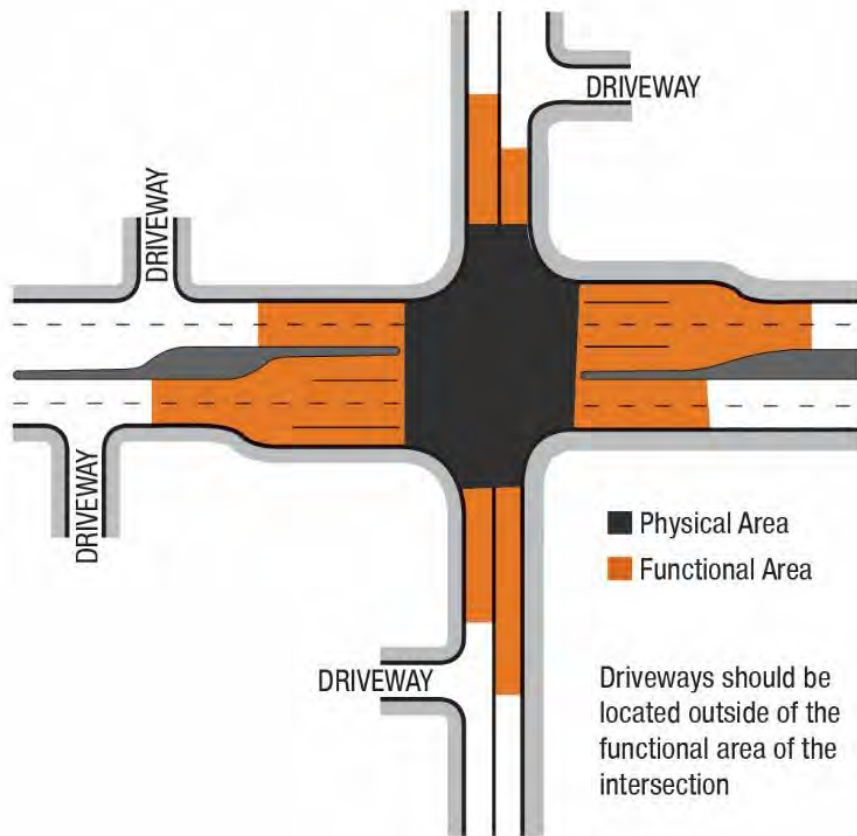 DRIVEWAY
DRIVEWAY
DRIVEWAY
DRIVEWAY
Physical Area
Functional Area
Driveways should be
located outside of the
functional area of the
intersection